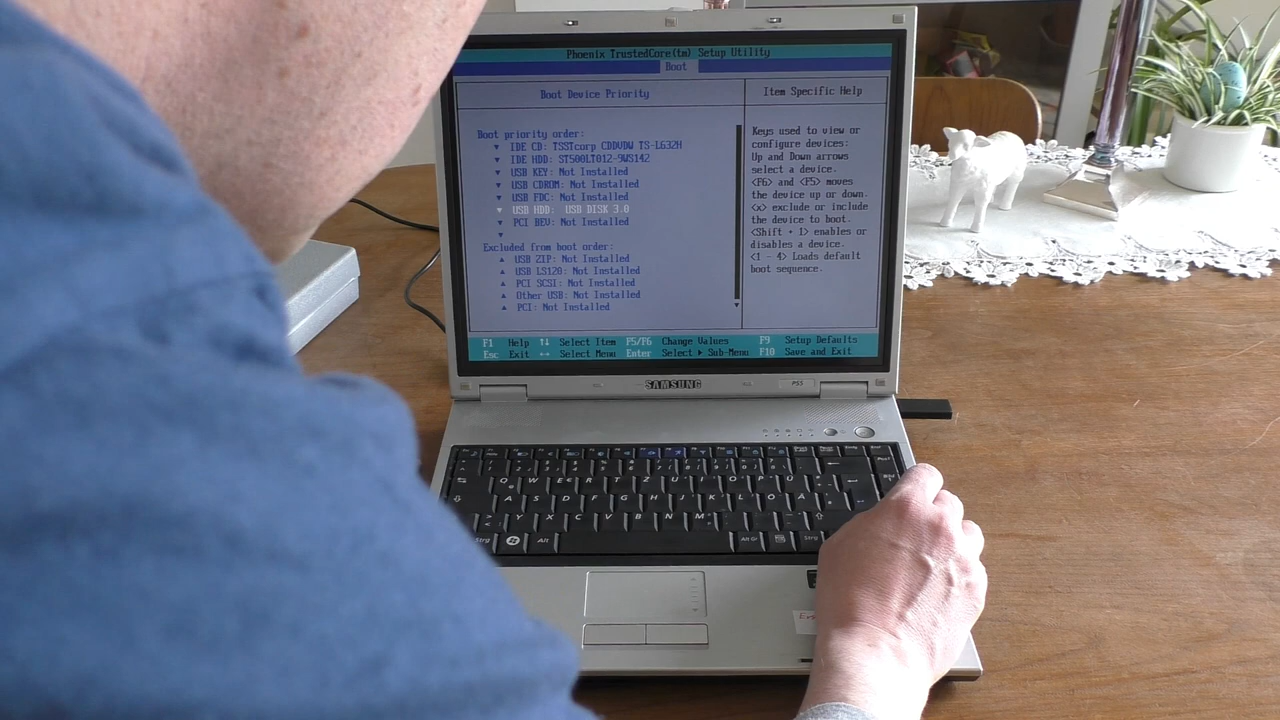 Phoenix TrustedCore(tm) Setup Utility
Boot
Boot Device Priority
Item Specific Help
Boot priority order:
IDE CD: TSSTcorp CDDVDW TS-L632H
IDE HDD: ST500LT012-9WS142
USB KEY: Not Installed
USB CDROM: Not Installed
USB FDC: Not Installed
USB HDD: USB DISK 3.0
PCI BEV: Not Installed
Excluded from boot order:
USB ZIP: Not Installed
USB LS120: Not Installed
PCI SCSI: Not Installed
Other USB: Not Installed
PCI: Not Installed
Keys used to view or
configure devices:
Up and Down arrows
select a device.
<F6> and <F5> moves
the device up or down.
<x> exclude or include
the device to boot.
<Shift + 1> enables or
disables a device.
<1 - 4> Loads default
boot sequence.
F1 Help ↑↓ Select Item F5/F6 Change Values F9 Setup Defaults
Esc Exit ↔ Select Menu Enter Select ▶ Sub-Menu F10 Save and Exit
SAMSUNG
P55
Q W E R T Z U I O P Ü
A S D F G H J K L Ö Ä
Y X C V B N M
Strg Alt Alt Gr Strg